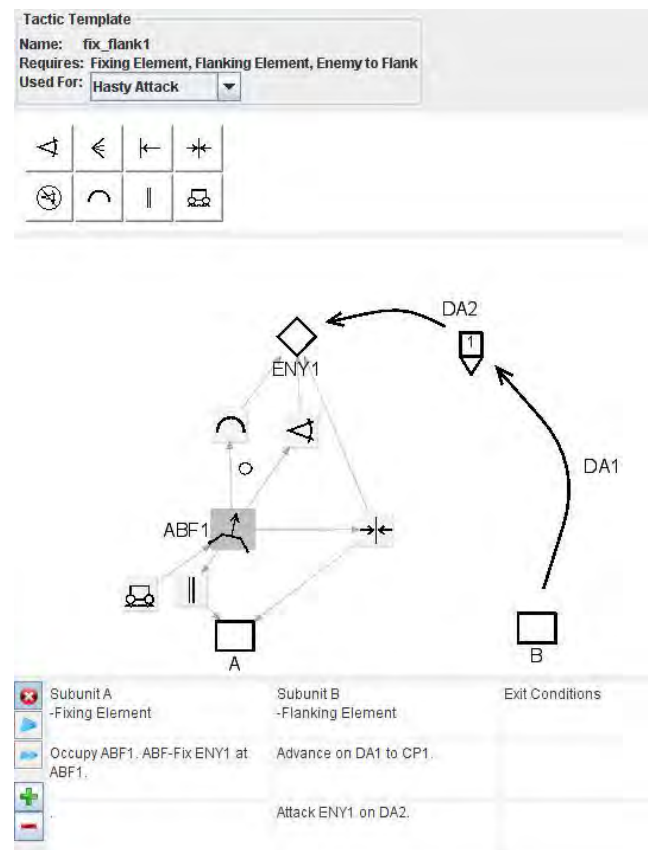 Tactic Template
Name: fix_flank1
Requires: Fixing Element, Flanking Element, Enemy to Flank
Used For: Hasty Attack
DA2
1
ENY1
DA1
ABF1
A
B
Subunit A
-Fixing Element
Subunit B
-Flanking Element
Exit Conditions
Occupy ABF1. ABF-Fix ENY1 at
ABF1.
Advance on DA1 to CP1.
.
Attack ENY1 on DA2.